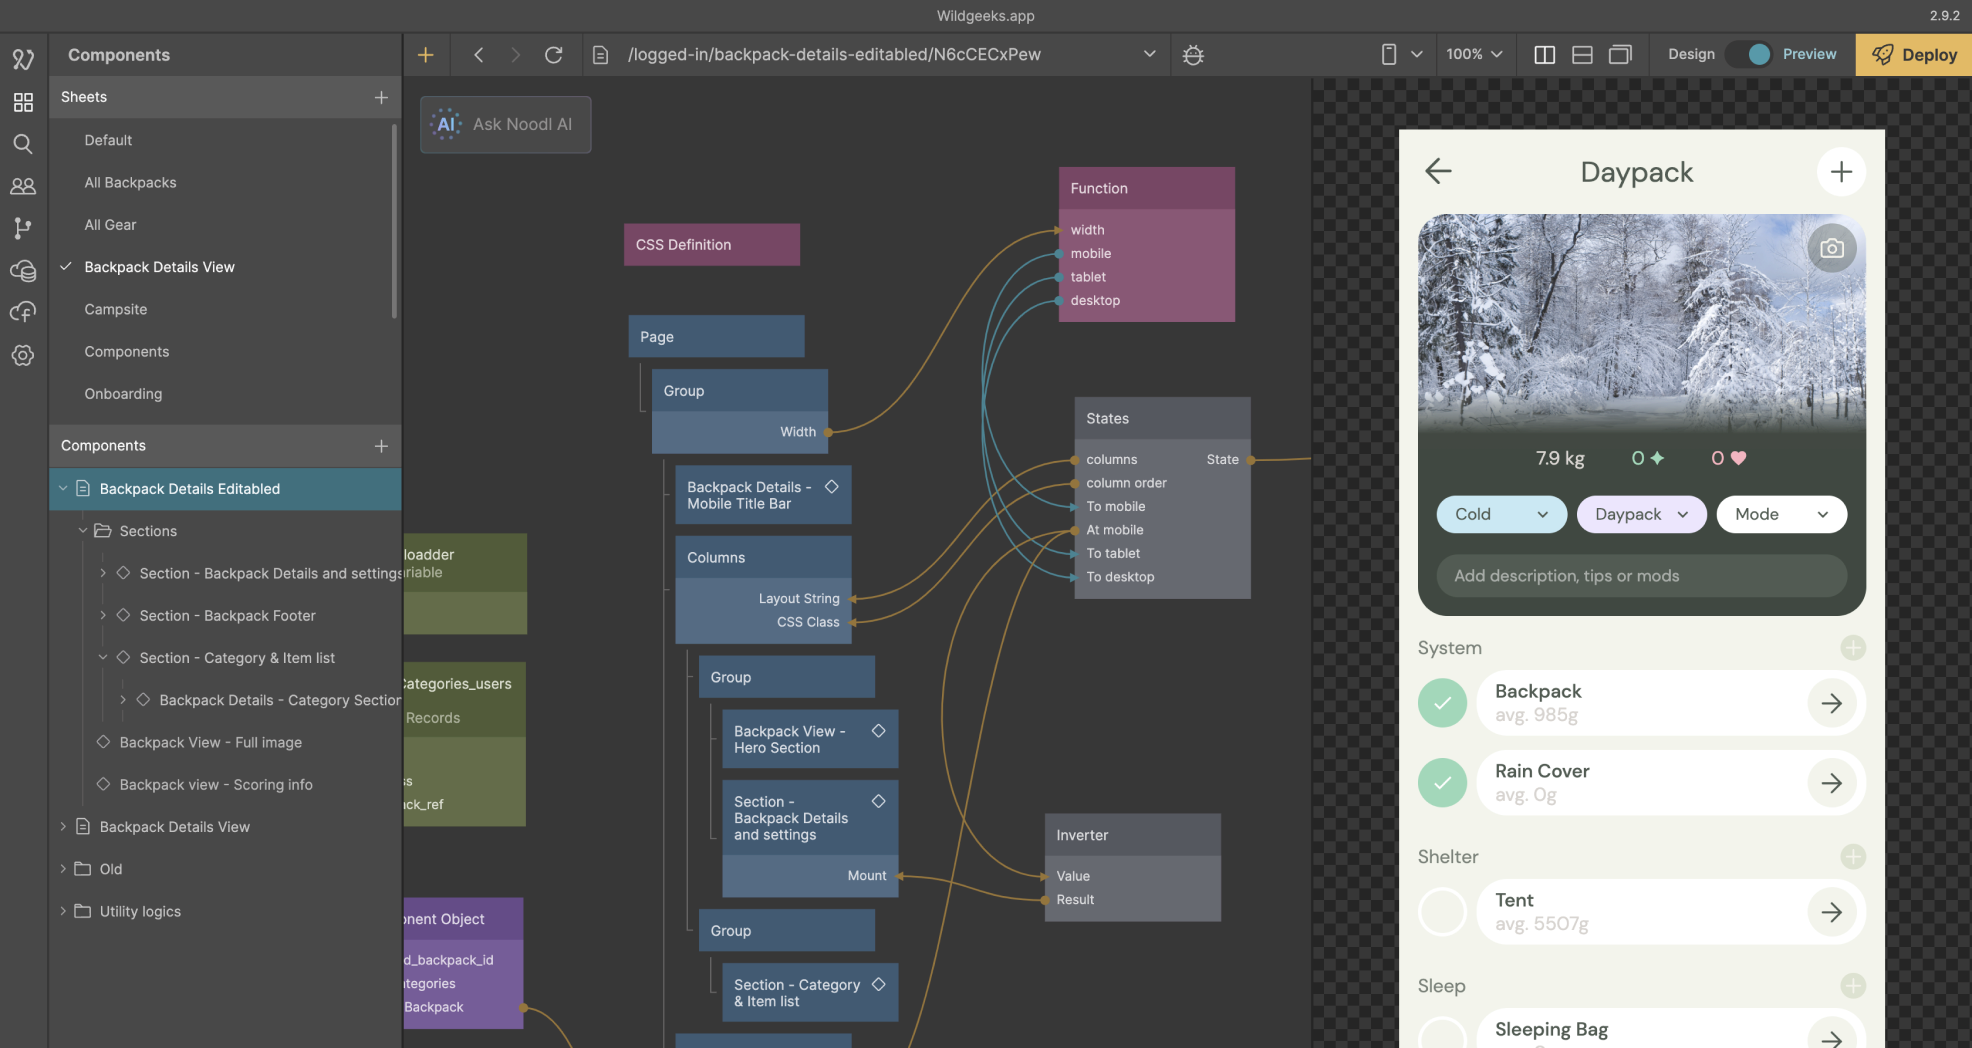 Wildgeeks.app
2.9.2
Components
/logged-in/backpack-details-editabled/N6cCECxPew
100%
Design
Preview
Deploy
Sheets
Default
All Backpacks
All Gear
Backpack Details View
Campsite
Components
Onboarding
Components
Backpack Details Editabled
Sections
Section - Backpack Details and settings
Section - Backpack Footer
Section - Category & Item list
Backpack Details - Category Section
Backpack View - Full image
Backpack view - Scoring info
Backpack Details View
Old
Utility logics
AI Ask Noodl AI
CSS Definition
Page
Group
Width
Backpack Details -
Mobile Title Bar
Columns
Layout String
CSS Class
Group
Backpack View -
Hero Section
Section -
Backpack Details
and settings
Mount
Group
Section - Category
& Item list
loadder
riable
Categories_users
Records
ss
ack_ref
onent Object
d_backpack_id
ategories
Backpack
Function
width
mobile
tablet
desktop
States
columns State
column order
To mobile
At mobile
To tablet
To desktop
Inverter
Value
Result
Daypack
7.9 kg 0 0
Cold Daypack Mode
Add description, tips or mods
System
Backpack
avg. 985g
Rain Cover
avg. 0g
Shelter
Tent
avg. 5507g
Sleep
Sleeping Bag